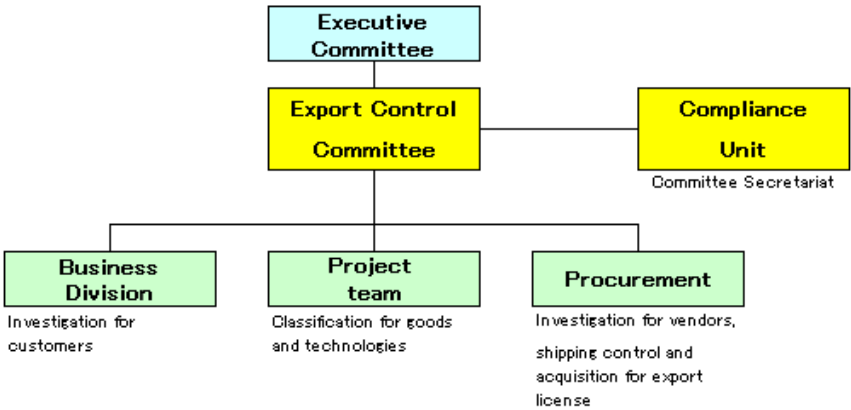 Executive
Committee
Export Control
Committee
Compliance
Unit
Committee Secretariat
Business
Division
Investigation for
customers
Project
team
Classification for goods
and technologies
Procurement
Investigation for vendors,
shipping control and
acquisition for export
license